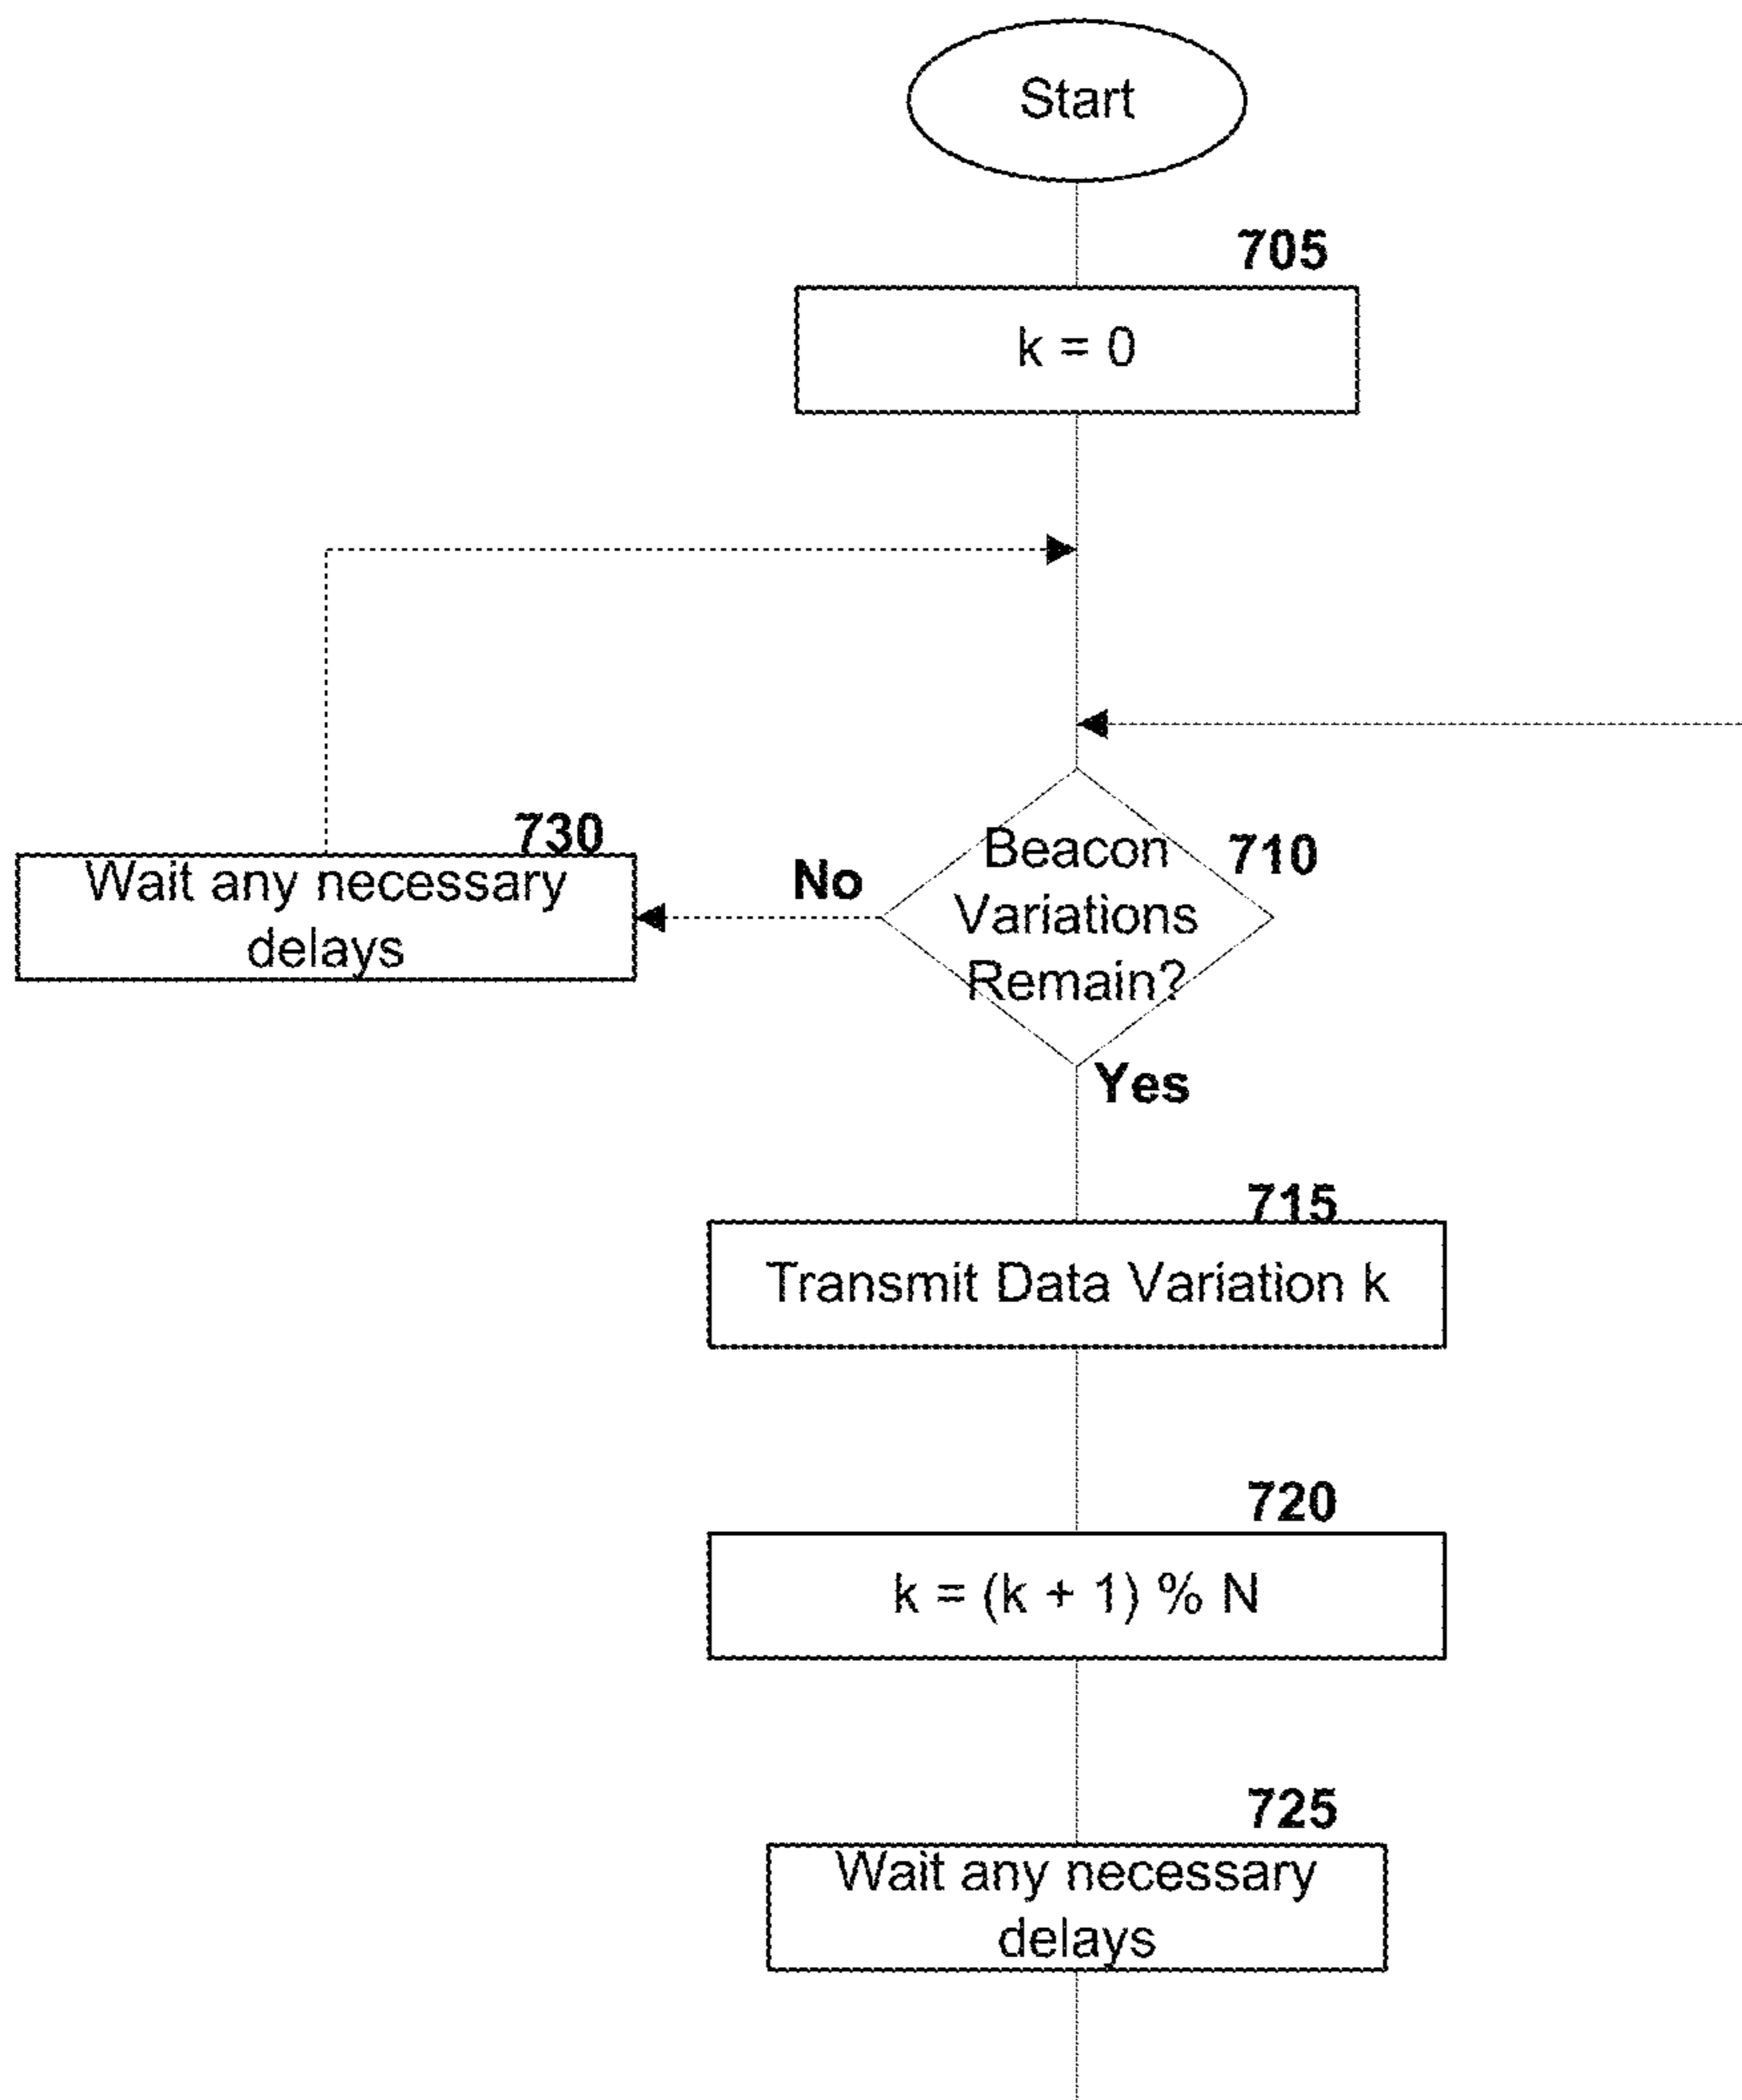 Start
705
k = 0
730
Wait any necessary
delays
No
Beacon
Variations
Remain?
710
Yes
715
Transmit Data Variation k
720
k = (k + 1) % N
725
Wait any necessary
delays